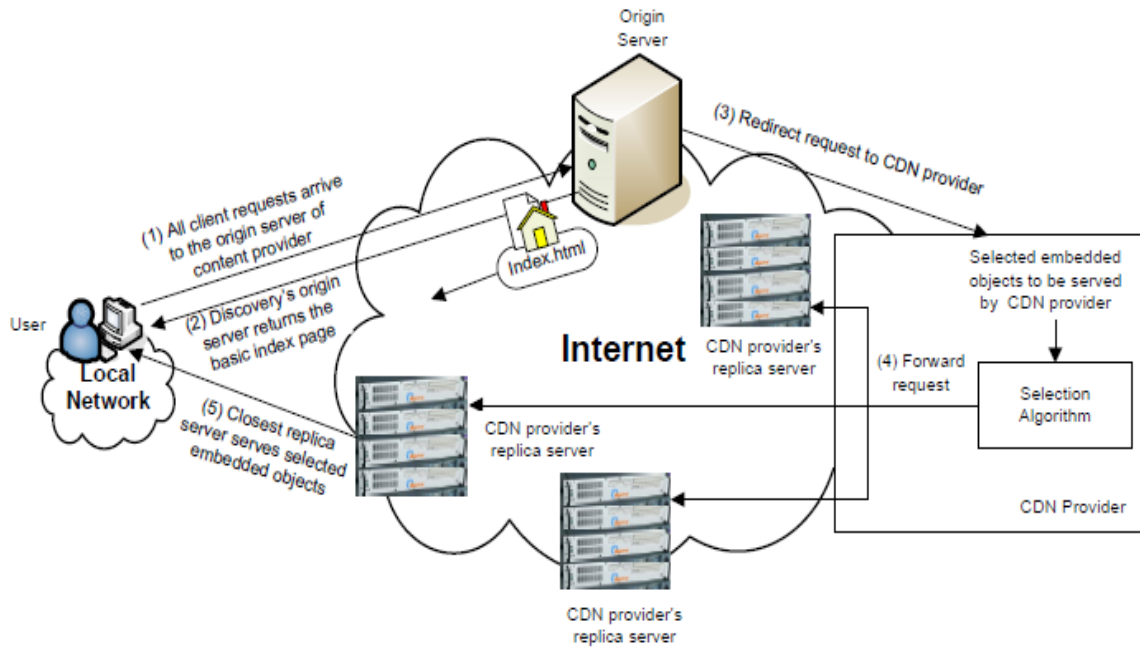 Origin
Server
(3) Redirect request to CDN provider
(1) All client requests arrive
to the origin server of
content provider
Index.html
Selected embedded
objects to be served
by CDN provider
User
(2) Discovery's origin
server returns the
basic index page
Internet
CDN provider's
replica server
(4) Forward
request
Local
Network
Selection
Algorithm
(5) Closest replica
server serves selected
embedded objects
CDN provider's
replica server
CDN Provider
CDN provider's
replica server